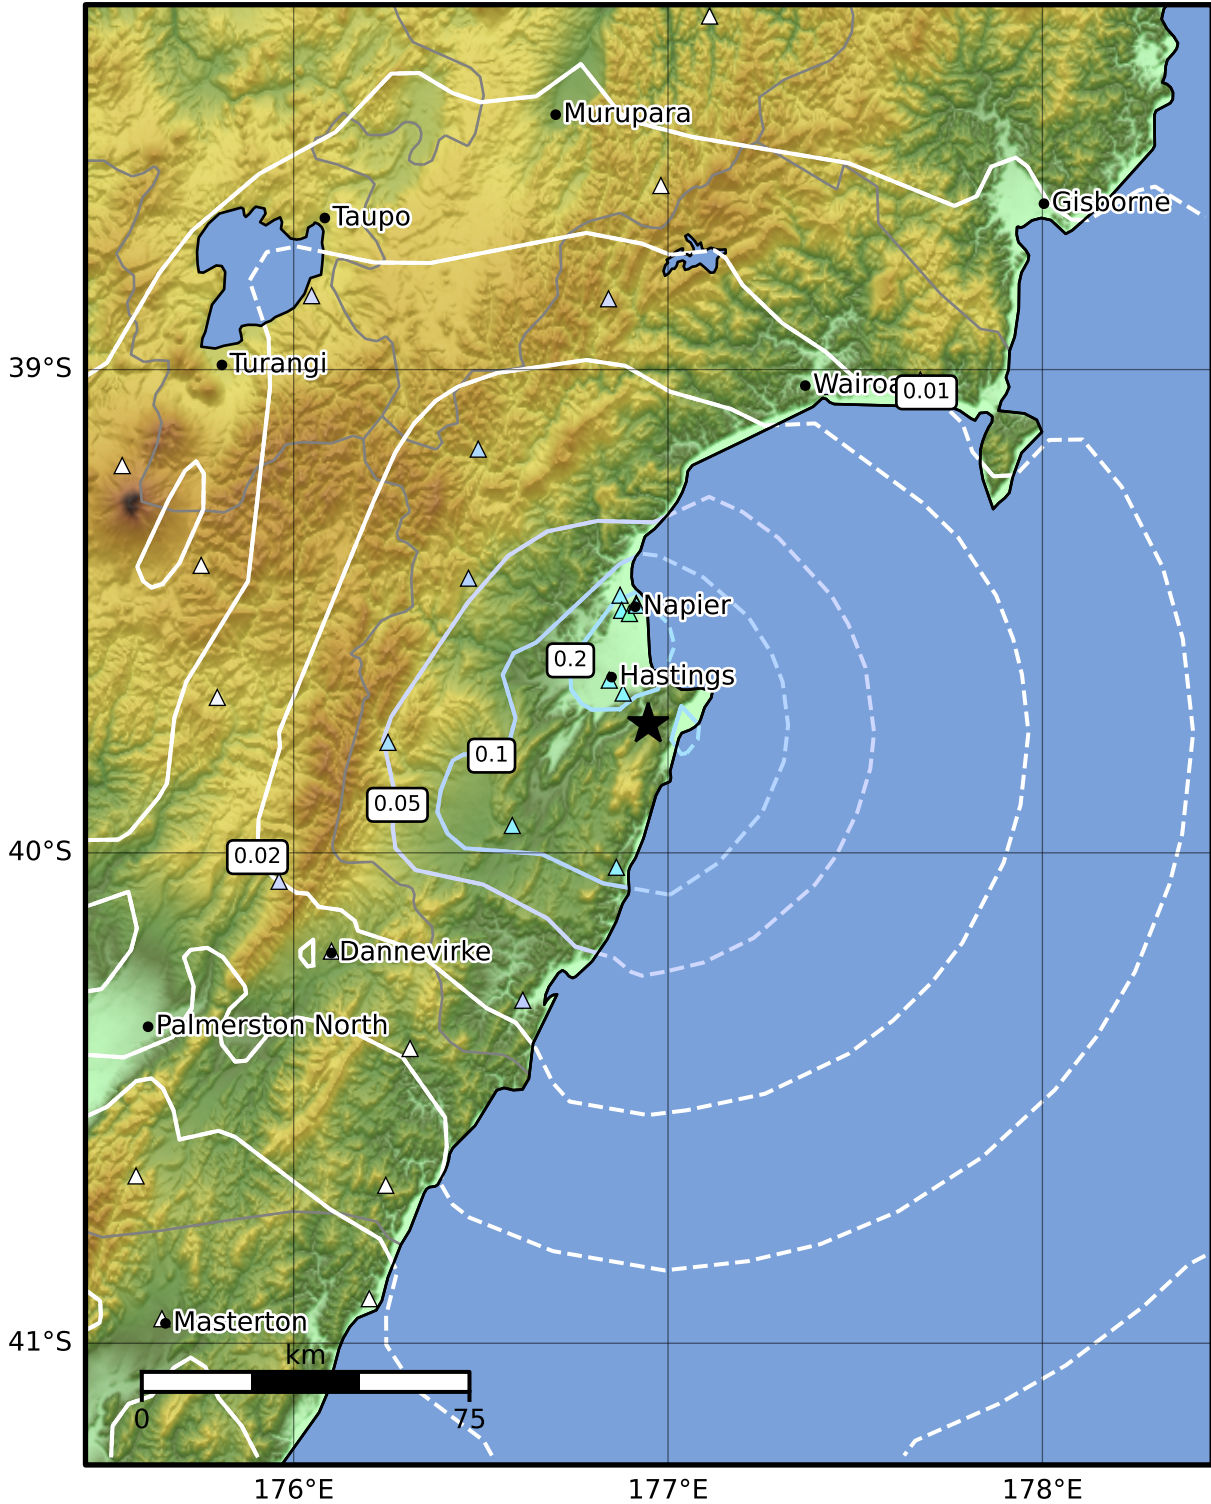 Murupara
Gisborne
Taupo
39°S
Turangi
Wairoa
0.01
Napier
0.2
Hastings
0.1
0.05
40°S
0.02
Dannevirke
Palmerston North
Masterton
41°S
km
0
75
176°E
177°E
178°E